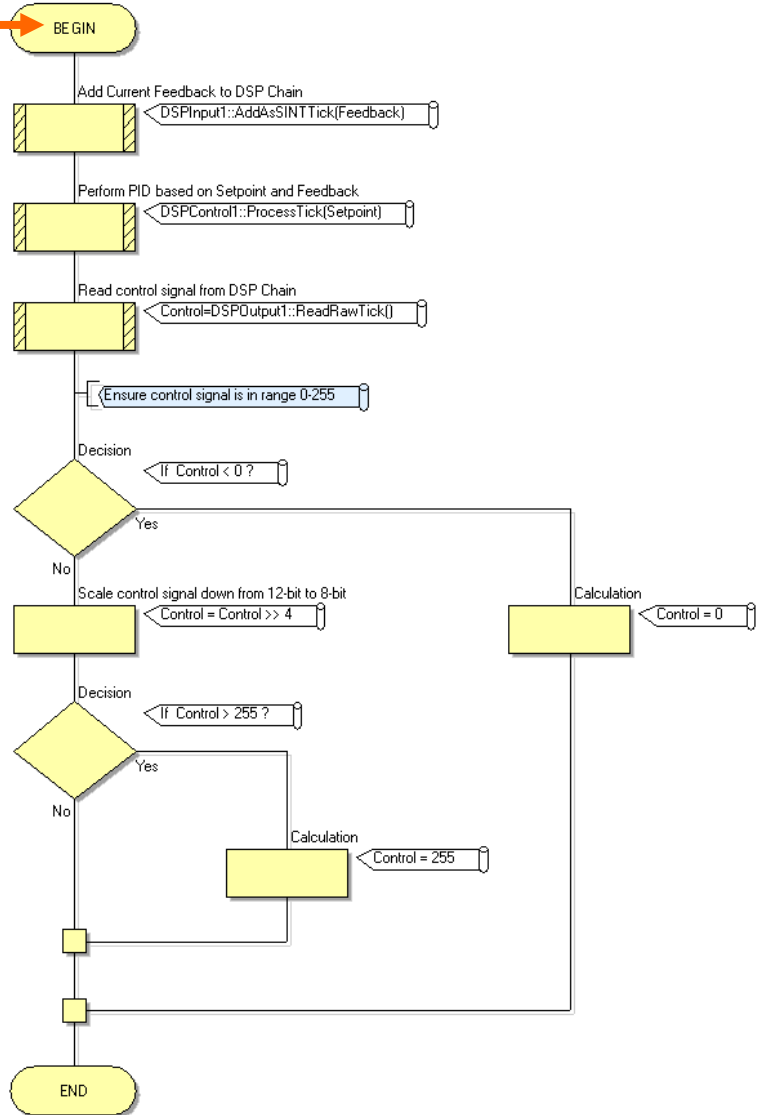 BEGIN
Add Current Feedback to DSP Chain
DSPInput1::AddAsSINTTick(Feedback)
Perform PID based on Setpoint and Feedback
DSPControl1::ProcessTick(Setpoint)
Read control signal from DSP Chain
Control=DSPOutput1::ReadRawTick()
Ensure control signal is in range 0-255
Decision
If Control < 0 ?
Yes
No
Scale control signal down from 12-bit to 8-bit
Control = Control >> 4
Calculation
Control = 0
Decision
If Control > 255 ?
Yes
No
Calculation
Control = 255
END